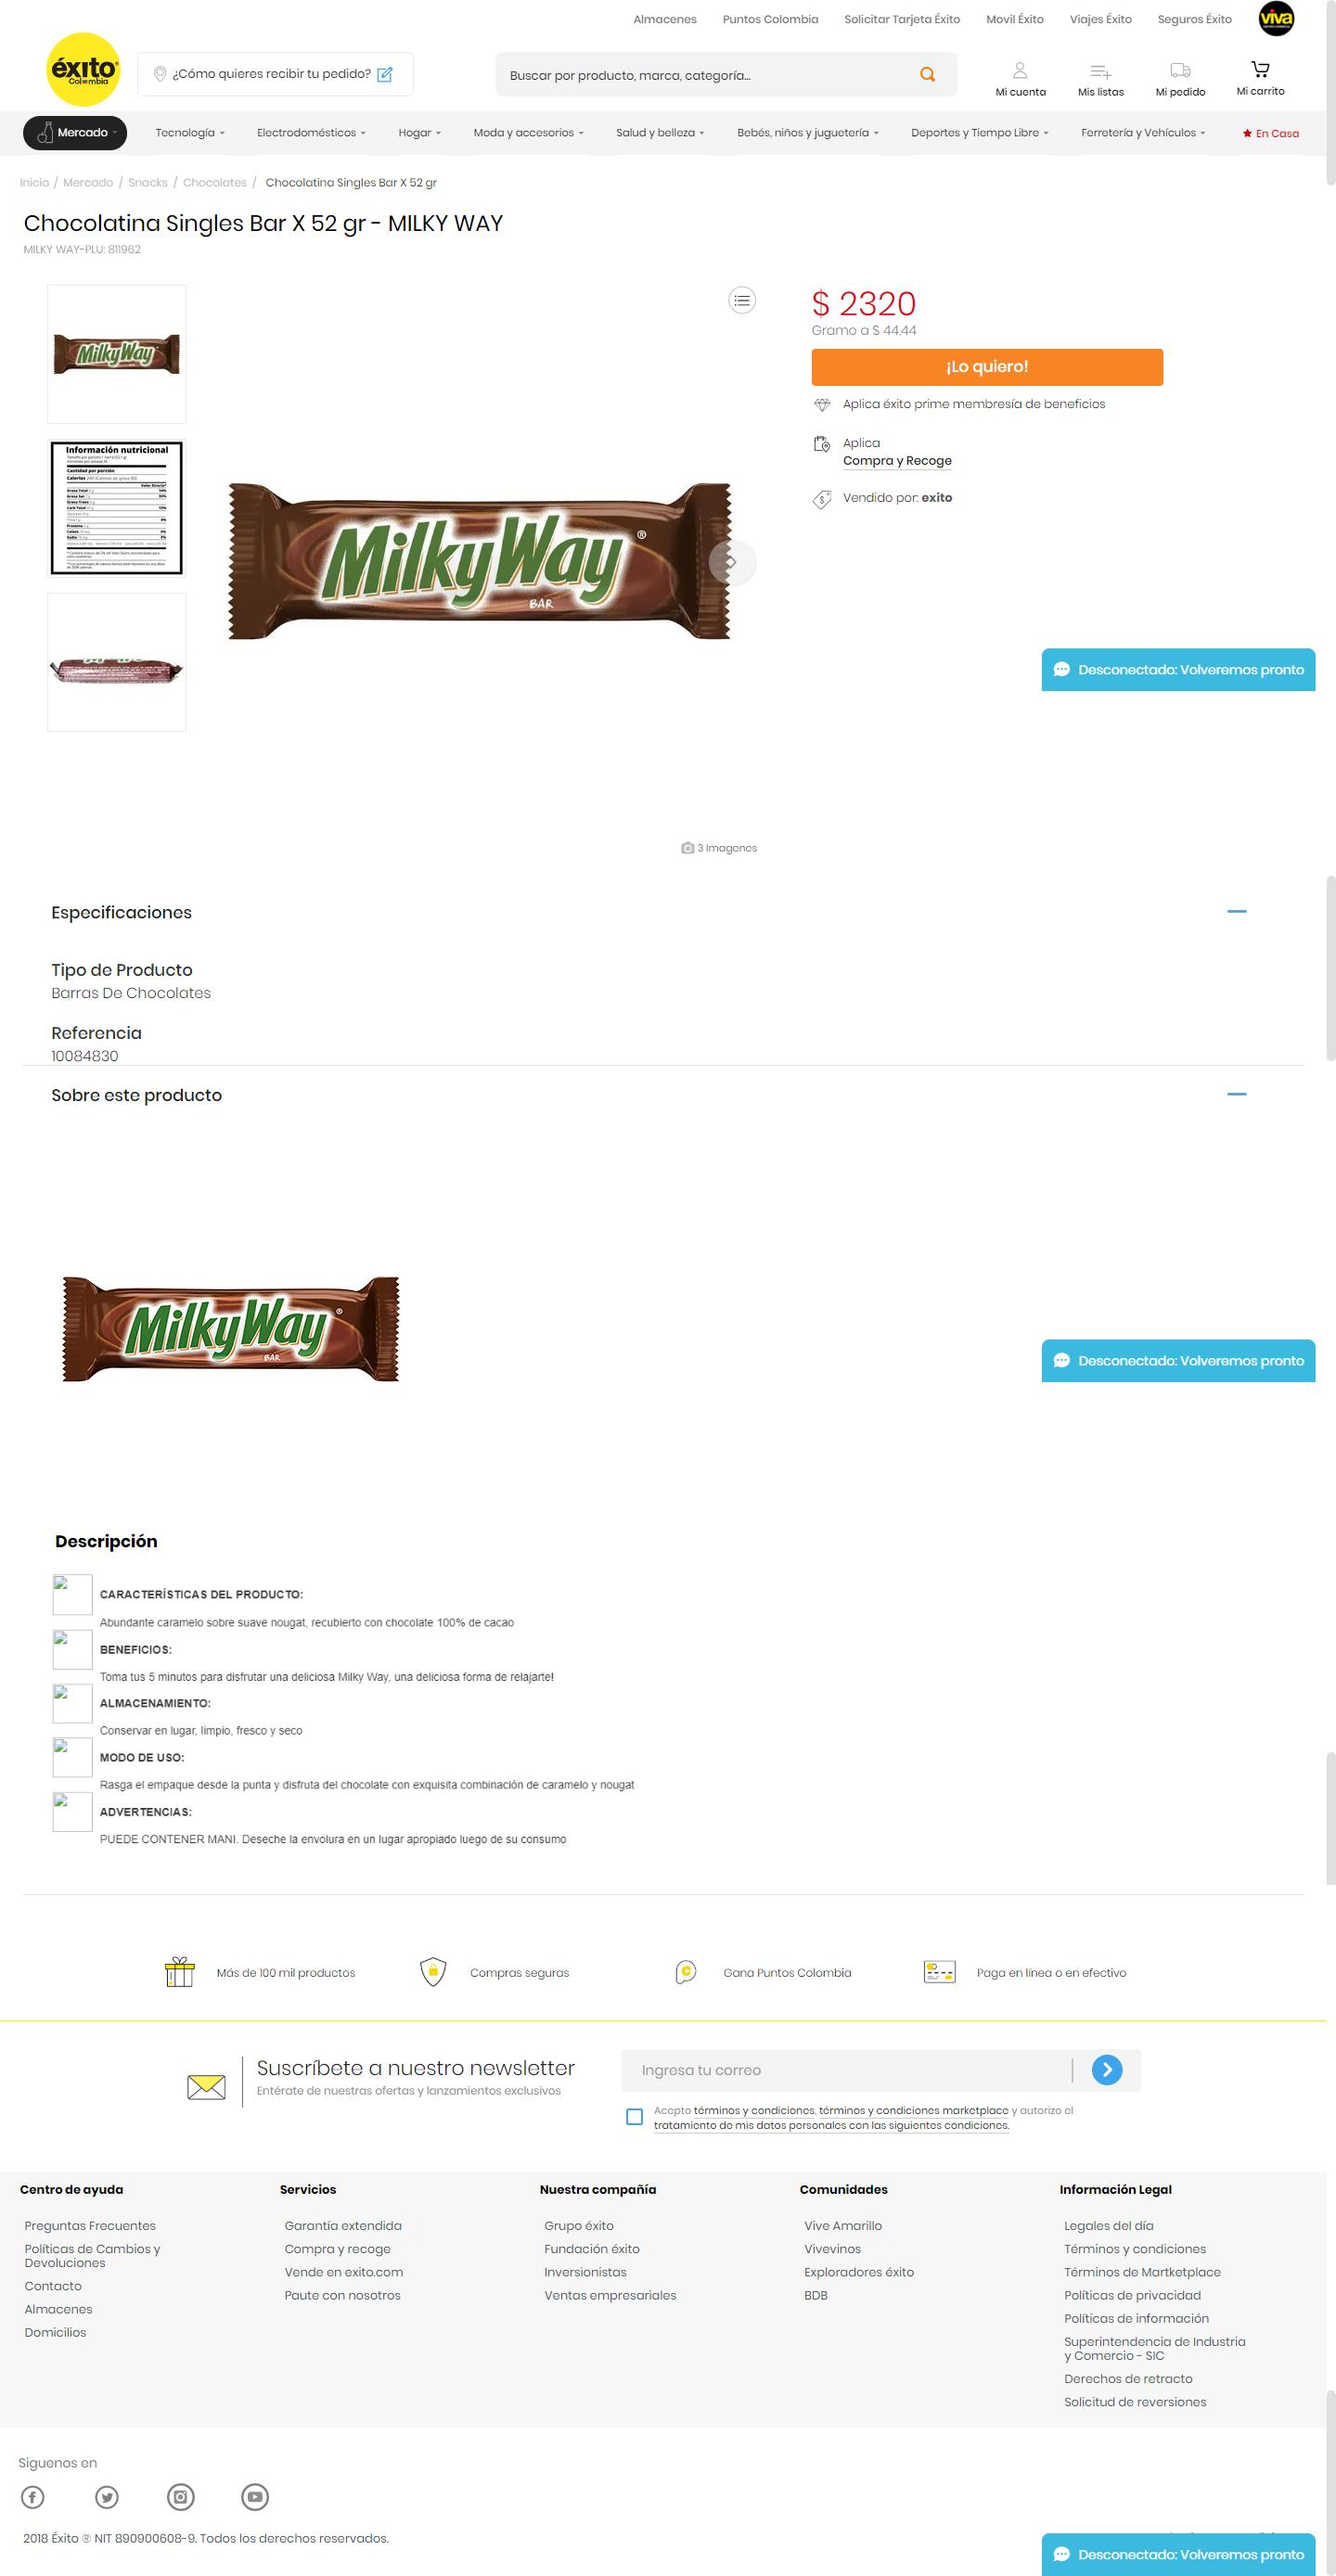 Almacenes Puntos Colombia Solicitar Tarjeta Éxito Movil Éxito Viajes Éxito Seguros Éxito viva
éxito
Colombia
¿Cómo quieres recibir tu pedido?
Buscar por producto, marca, categoría...
Mi cuenta Mis listas Mi pedido Mi carrito
Mercado Tecnología Electrodomésticos Hogar Moda y accesorios Salud y belleza Bebés, niños y juguetería Deportes y Tiempo Libre Ferretería y Vehículos En Casa
Inicio / Mercado / Snacks / Chocolates / Chocolatina Singles Bar X 52 gr
Chocolatina Singles Bar X 52 gr - MILKY WAY
MILKY WAY-PLU: 811962
MilkyWay
Información nutricional
Cantidad por porción
MilkyWay ®
BAR
$ 2320
Gramo a $ 44,44
¡Lo quiero!
Aplica éxito prime membresía de beneficios
Aplica
Compra y Recoge
Vendido por: exito
Desconectado: Volveremos pronto
3 Imagenes
Especificaciones
Tipo de Producto
Barras De Chocolates
Referencia
10084830
Sobre este producto
MilkyWay ®
BAR
Desconectado: Volveremos pronto
Descripción
CARACTERÍSTICAS DEL PRODUCTO:
Abundante caramelo sobre suave nougat, recubierto con chocolate 100% de cacao
BENEFICIOS:
Toma tus 5 minutos para disfrutar una deliciosa Milky Way, una deliciosa forma de relajarte!
ALMACENAMIENTO:
Conservar en lugar, limpio, fresco y seco
MODO DE USO:
Rasga el empaque desde la punta y disfruta del chocolate con exquisita combinación de caramelo y nougat
ADVERTENCIAS:
PUEDE CONTENER MANI. Deseche la envolura en un lugar apropiado luego de su consumo
Más de 100 mil productos Compras seguras Gana Puntos Colombia Paga en línea o en efectivo
Suscríbete a nuestro newsletter
Entérate de nuestras ofertas y lanzamientos exclusivos
Ingresa tu correo
Acepto términos y condiciones, términos y condiciones marketplace y autorizo el
tratamiento de mis datos personales con las siguientes condiciones.
Centro de ayuda
Preguntas Frecuentes
Políticas de Cambios y
Devoluciones
Contacto
Almacenes
Domicilios
Servicios
Garantía extendida
Compra y recoge
Vende en exito.com
Paute con nosotros
Nuestra compañía
Grupo éxito
Fundación éxito
Inversionistas
Ventas empresariales
Comunidades
Vive Amarillo
Vivevinos
Exploradores éxito
BDB
Información Legal
Legales del día
Términos y condiciones
Términos de Martketplace
Políticas de privacidad
Políticas de información
Superintendencia de Industria
y Comercio - SIC
Derechos de retracto
Solicitud de reversiones
Siguenos en
2018 Éxito ® NIT 890900608-9. Todos los derechos reservados.
Desconectado: Volveremos pronto